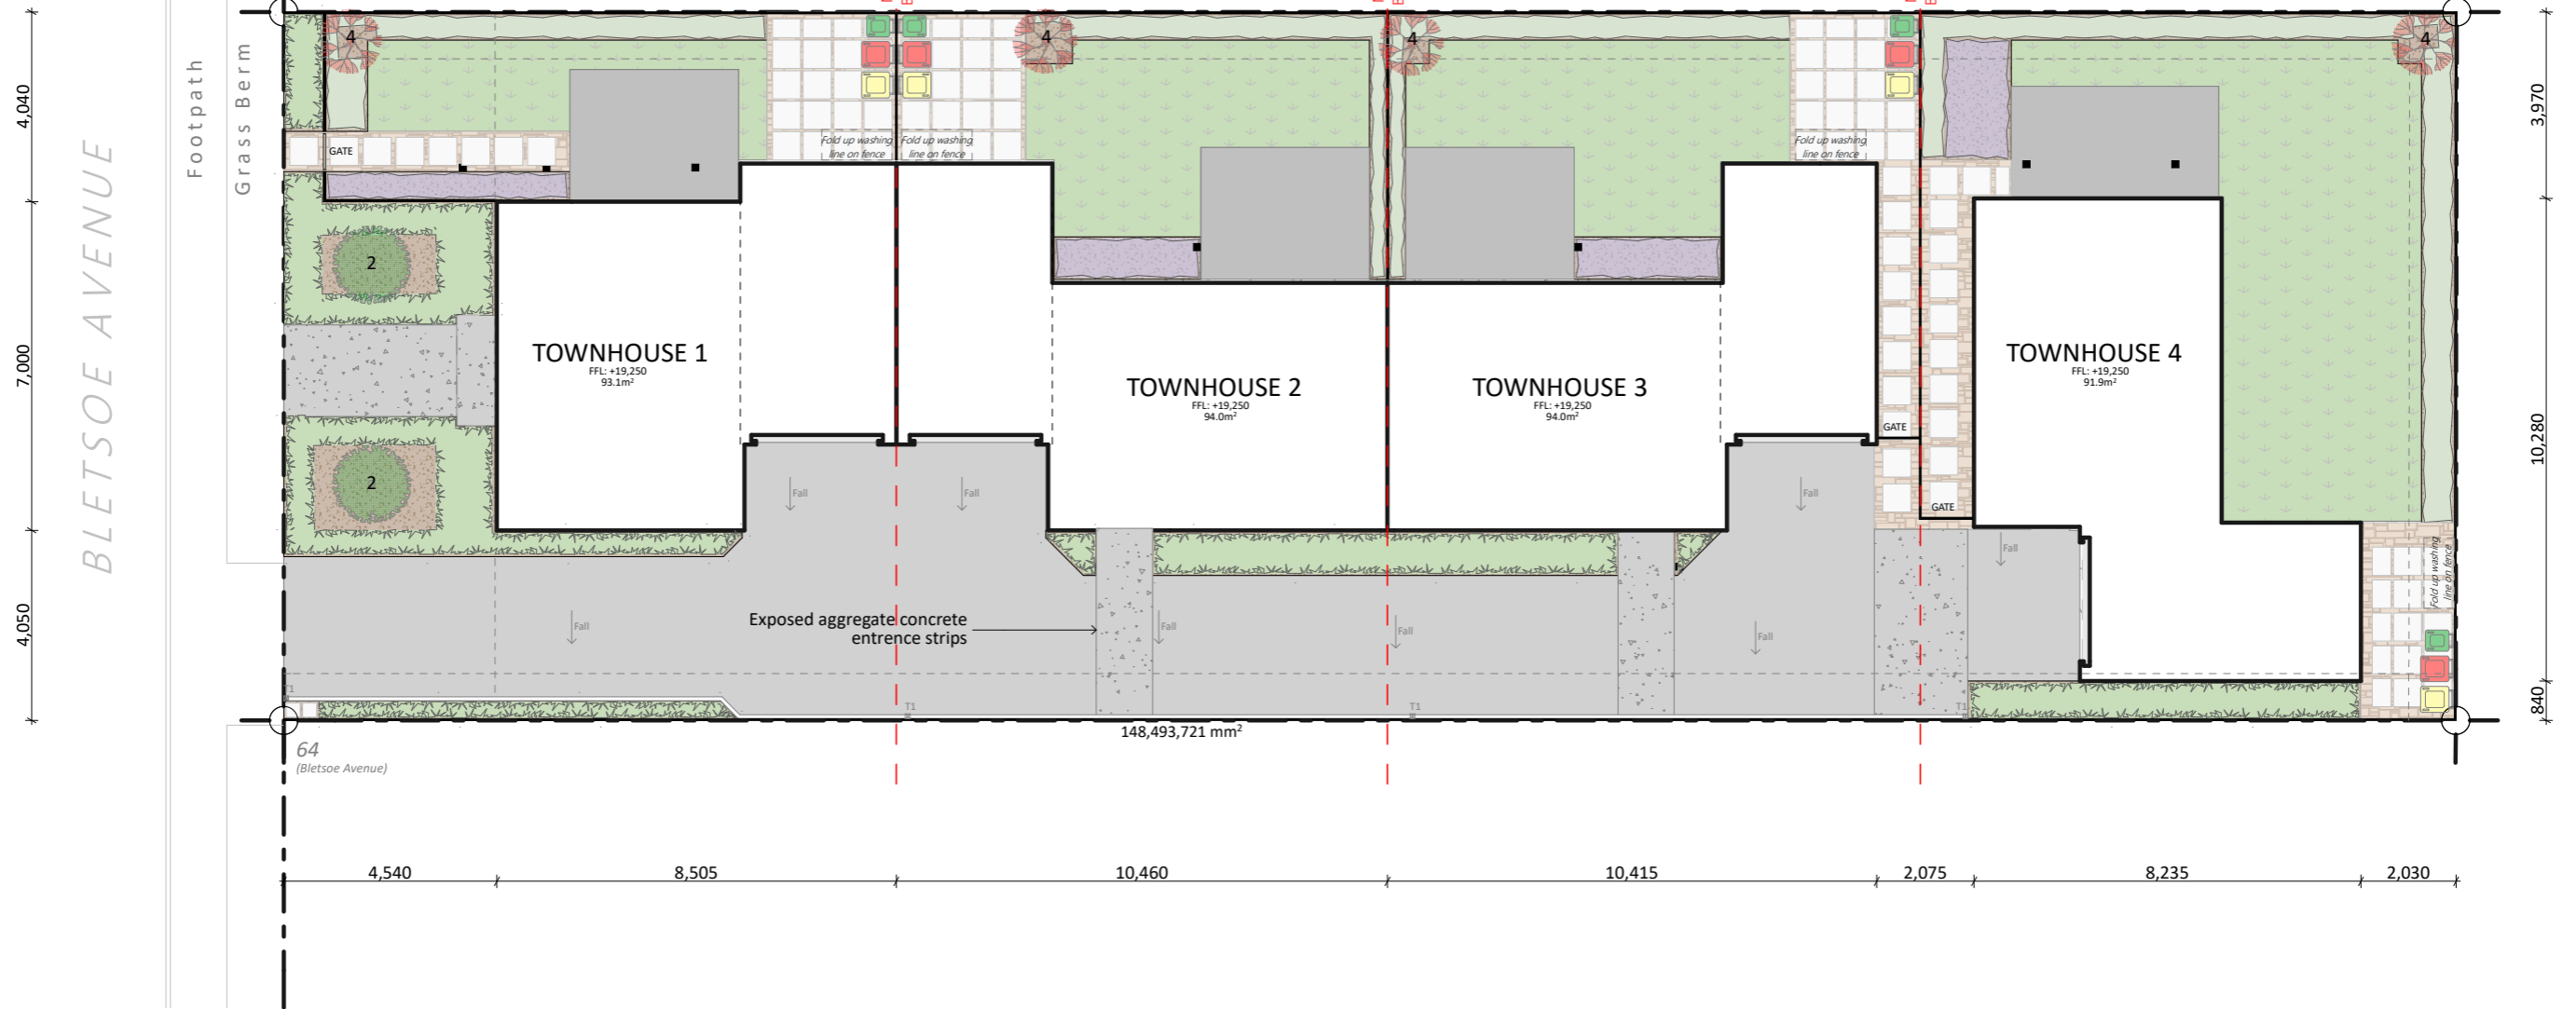 4
4
4
4
4,040
3,970
Footpath
Grass Berm
BLETSOE AVENUE
GATE
Fold up washing
line on fence
Fold up washing
line on fence
Fold up washing
line on fence
2
TOWNHOUSE 1
FFL: +19,250
93.1m²
TOWNHOUSE 2
FFL: +19,250
94.0m²
TOWNHOUSE 3
FFL: +19,250
94.0m²
TOWNHOUSE 4
FFL: +19,250
91.9m²
7,000
10,280
GATE
GATE
2
Fall
Fall
Fall
Fall
Fold up washing
line on fence
4,050
Exposed aggregate concrete
entrence strips
Fall
Fall
Fall
Fall
840
T1
T1
T1
T1
148,493,721 mm²
64
(Bletsoe Avenue)
4,540
8,505
10,460
10,415
2,075
8,235
2,030